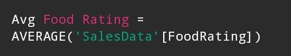 Avg Food Rating =
AVERAGE('SalesData'[FoodRating])